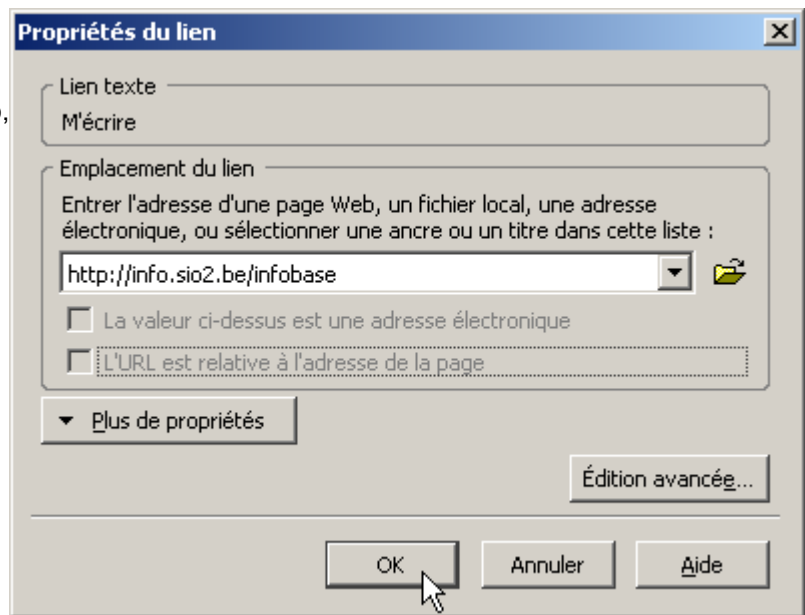 Propriétés du lien
Lien texte
M'écrire
Emplacement du lien
Entrer l'adresse d'une page Web, un fichier local, une adresse
électronique, ou sélectionner une ancre ou un titre dans cette liste :
http://info.sio2.be/infobase
La valeur ci-dessus est une adresse électronique
L'URL est relative à l'adresse de la page
Plus de propriétés
Édition avancée...
OK Annuler Aide